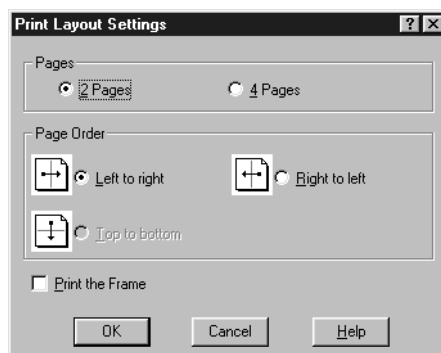 Print Layout Settings
Pages
2 Pages 4 Pages
Page Order
Left to right Right to left
Top to bottom
Print the Frame
OK Cancel Help